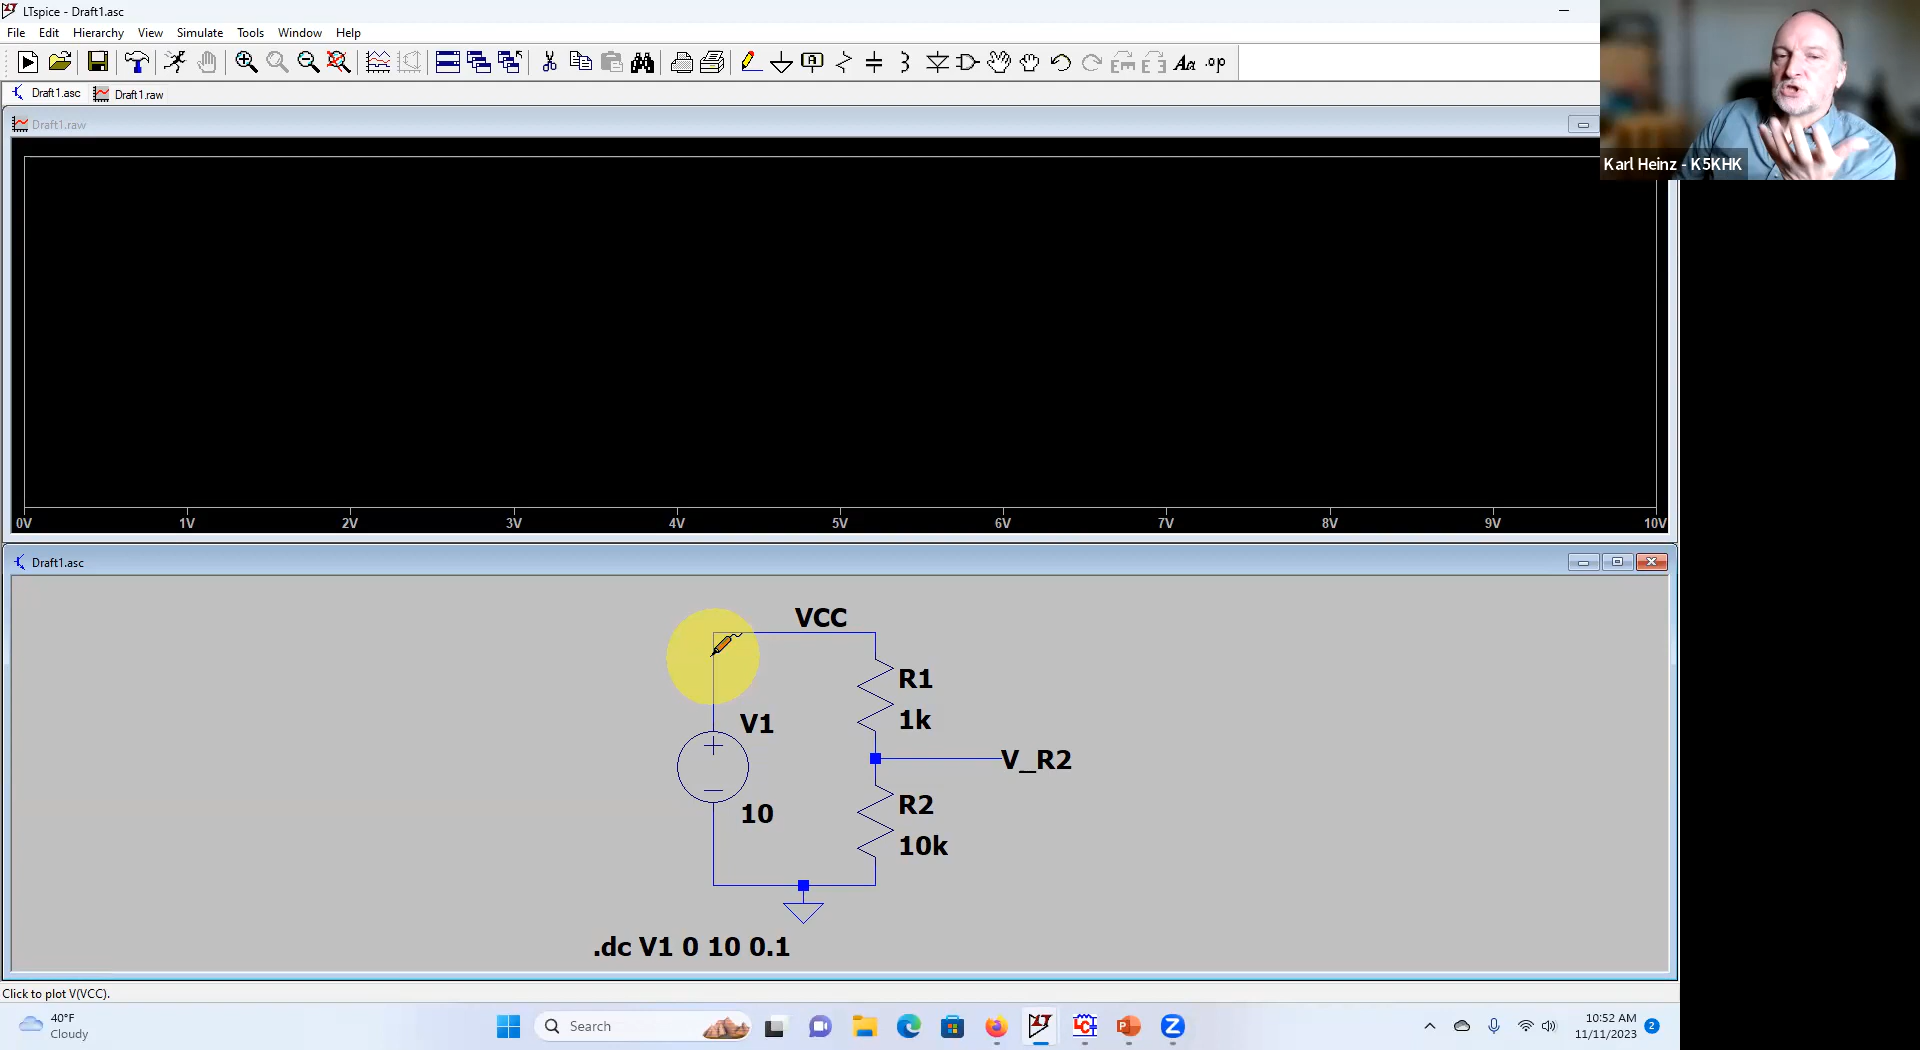 LTspice - Draft1.asc
File Edit Hierarchy View Simulate Tools Window Help
.op
Draft1.asc Draft1.raw
Draft1.raw
Karl Heinz - K5KHK
0V 1V 2V 3V 4V 5V 6V 7V 8V 9V 10V
Draft1.asc
VCC
R1
1k
V1
10
V_R2
R2
10k
.dc V1 0 10 0.1
Click to plot V(VCC).
40°F
Cloudy
Search
10:52 AM
11/11/2023
2